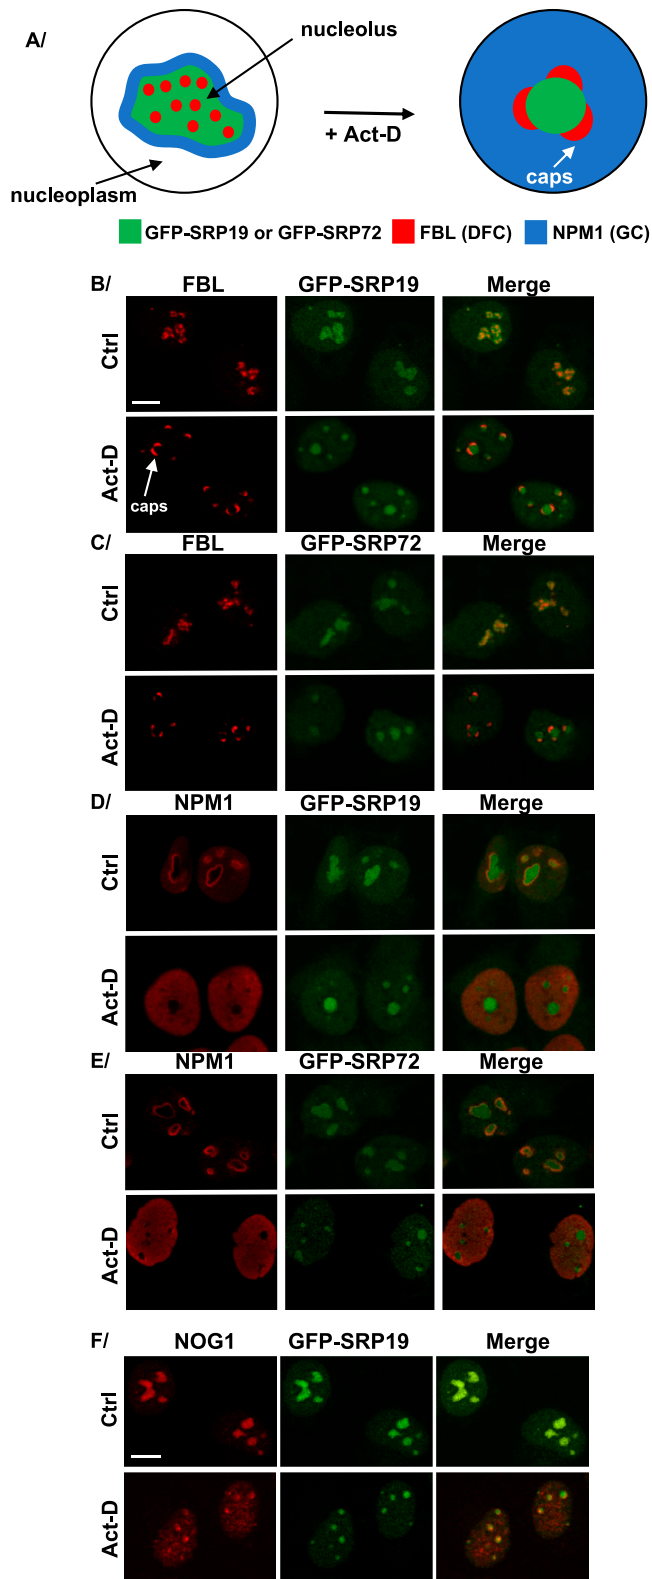 A/
nucleolus
+ Act-D
nucleoplasm
caps
GFP-SRP19 or GFP-SRP72 FBL (DFC) NPM1 (GC)
B/ FBL GFP-SRP19 Merge
Ctrl
Act-D
caps
C/ FBL GFP-SRP72 Merge
Ctrl
Act-D
D/ NPM1 GFP-SRP19 Merge
Ctrl
Act-D
E/ NPM1 GFP-SRP72 Merge
Ctrl
Act-D
F/ NOG1 GFP-SRP19 Merge
Ctrl
Act-D